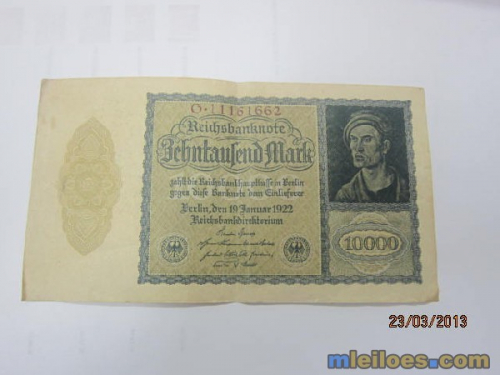 O·11161662
Reichsbanknote
Zehntausend Mark
zahlt die Reichsbankhauptkasse in Berlin
gegen diese Banknote dem Einlieferer
Berlin, den 19. Januar 1922
Reichsbankdirektorium
10000
23/03/2013
mleiloes.com